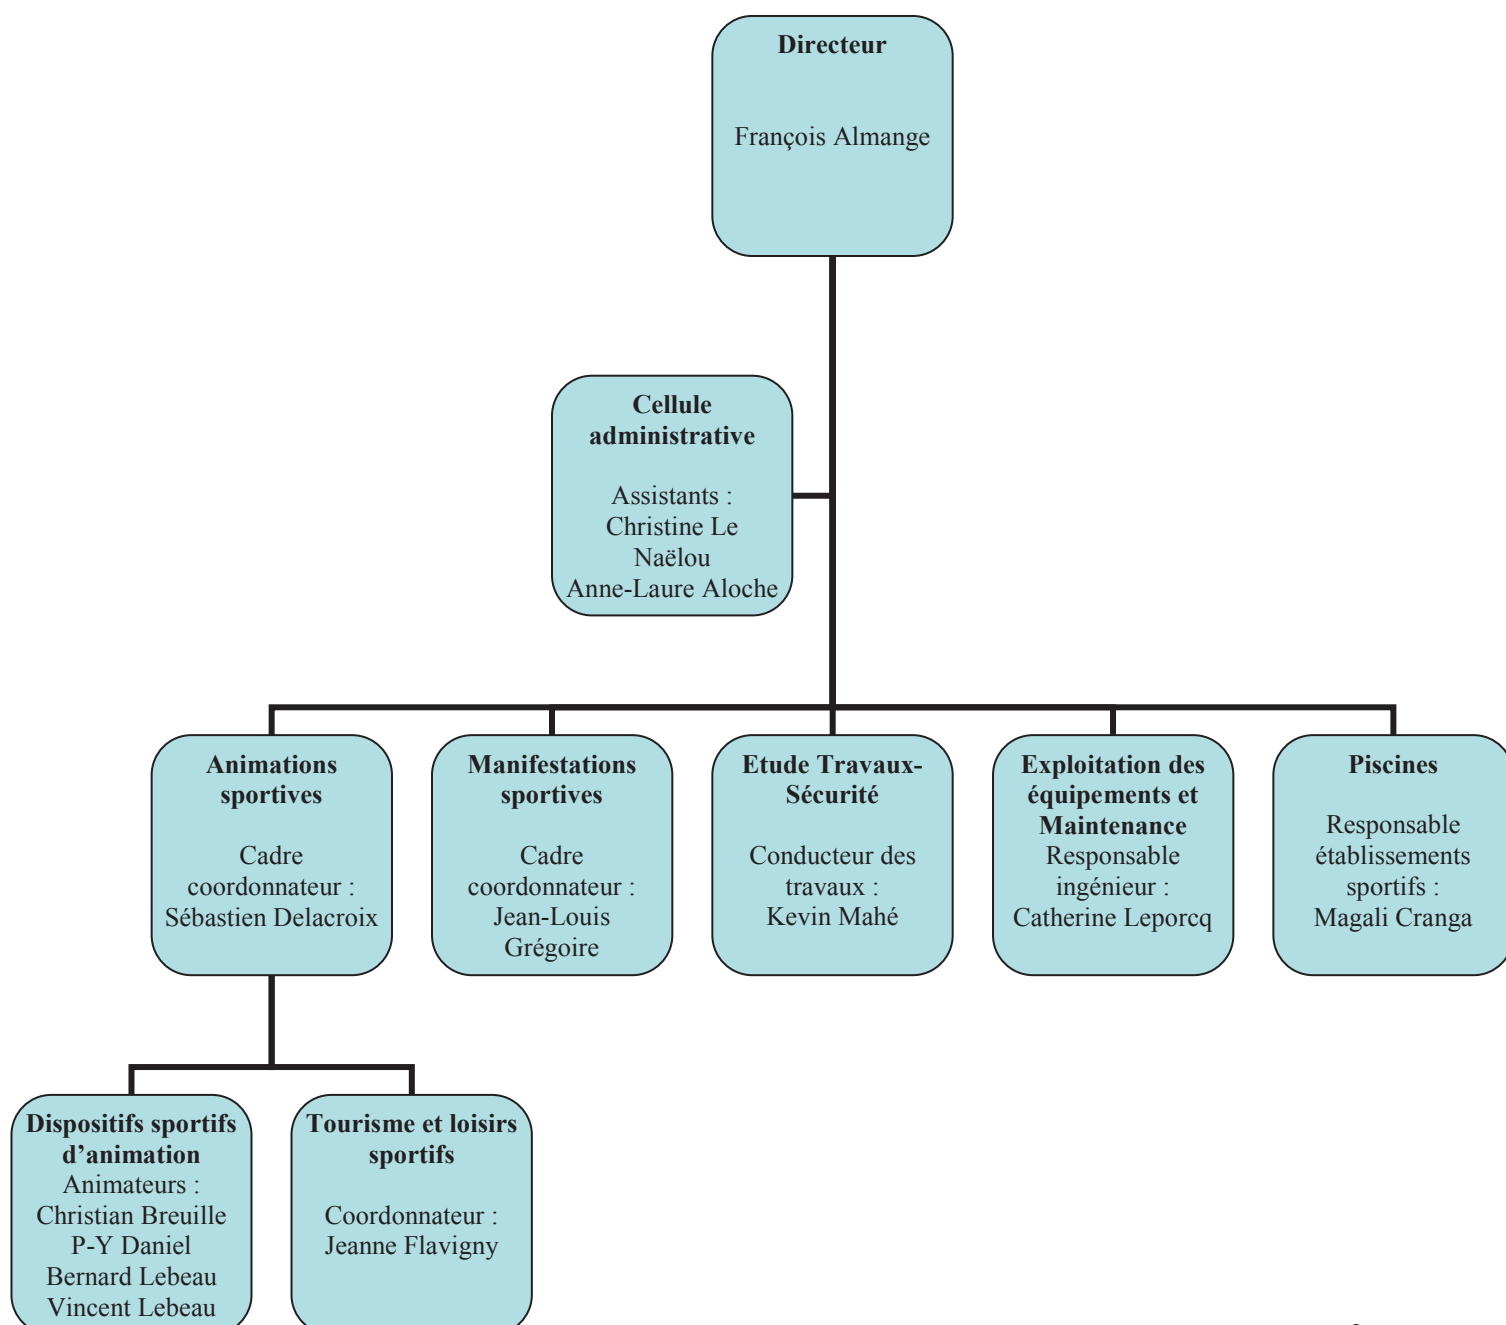 Directeur
François Almange
Cellule
administrative
Assistants :
Christine Le
Naëlou
Anne-Laure Aloche
Animations
sportives
Cadre
coordonnateur :
Sébastien Delacroix
Manifestations
sportives
Cadre
coordonnateur :
Jean-Louis
Grégoire
Etude Travaux-
Sécurité
Conducteur des
travaux :
Kevin Mahé
Exploitation des
équipements et
Maintenance
Responsable
ingénieur :
Catherine Leporcq
Piscines
Responsable
établissements
sportifs :
Magali Cranga
Dispositifs sportifs
d’animation
Animateurs :
Christian Breuille
P-Y Daniel
Bernard Lebeau
Vincent Lebeau
Tourisme et loisirs
sportifs
Coordonnateur :
Jeanne Flavigny